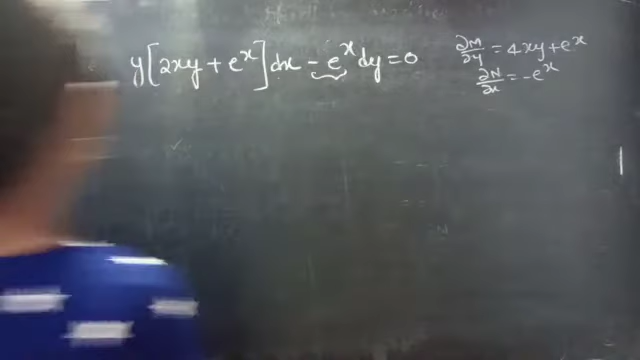 y[2xy + e^x]dx - e^x dy = 0
∂M/∂y = 4xy + e^x
∂N/∂x = -e^x